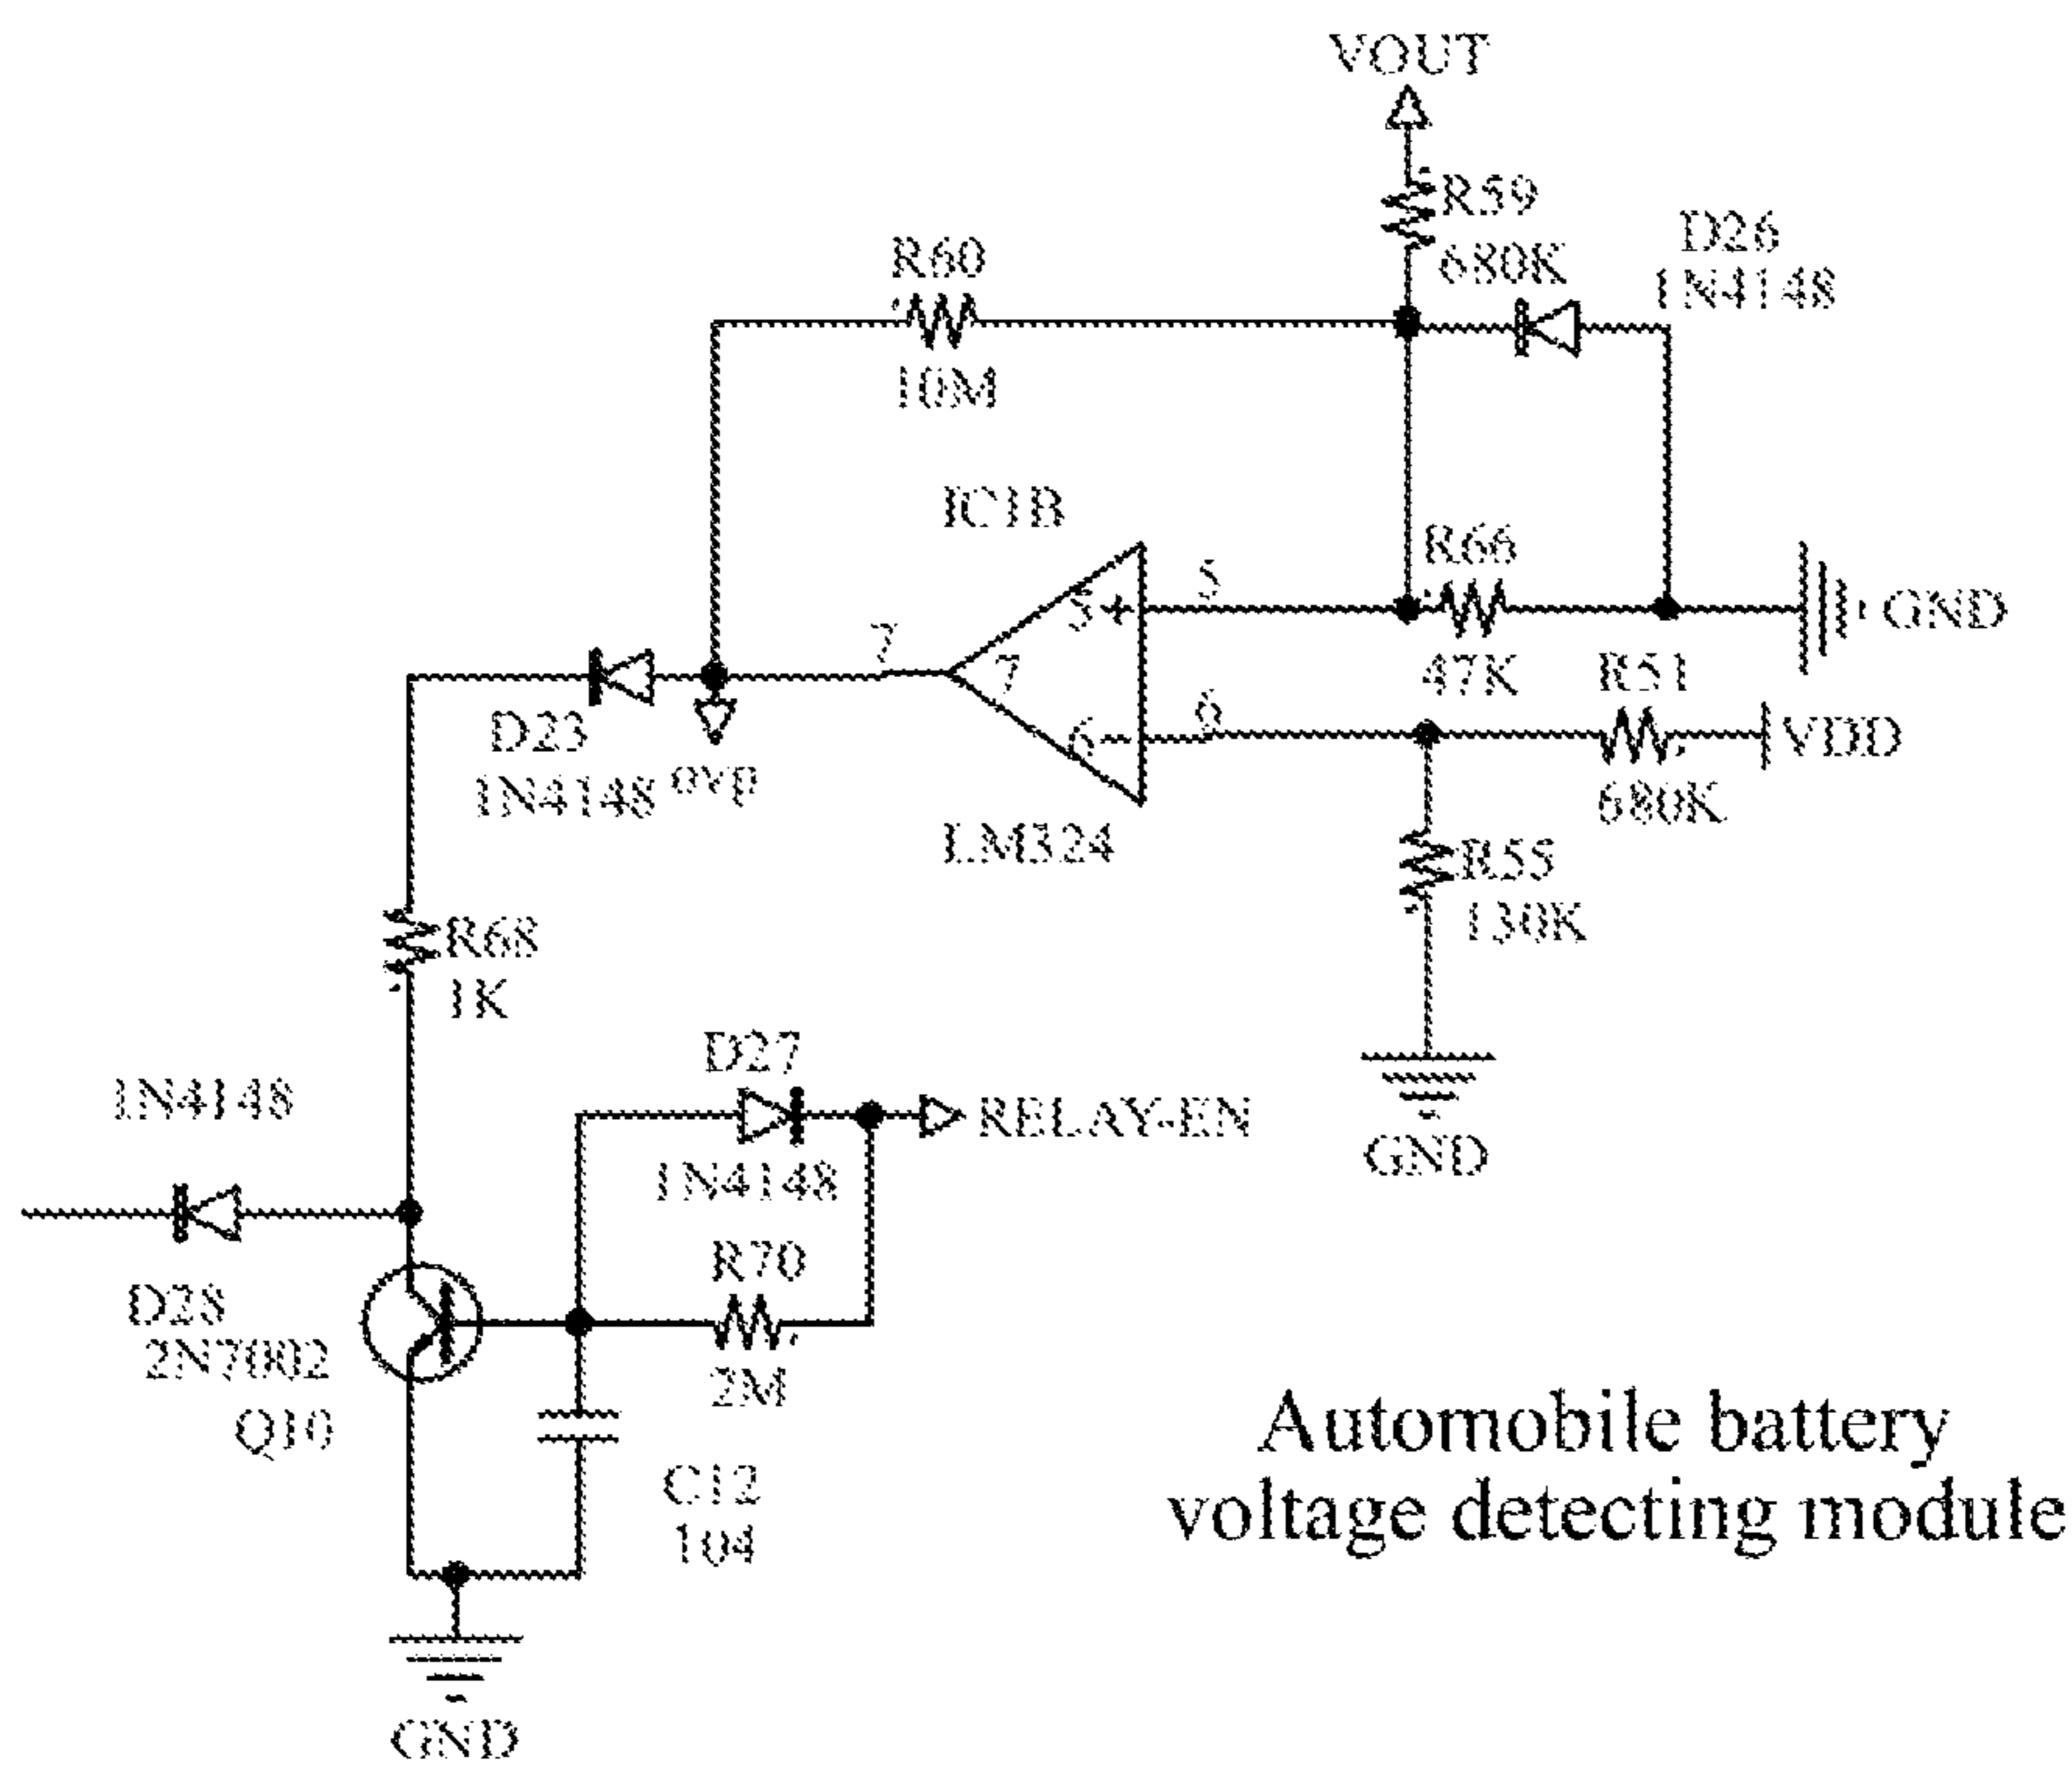 VOUT
R59
680K
D26
1N4148
R60
10M
IC1B
5
5+
R66
47K
GND
7
7
R51
680K
VDD
6
6-
D23
1N4148
ovp
LM324
R55
130K
GND
R68
1K
D27
1N4148
RELAY-EN
1N4148
D28
2N7002
Q10
R70
2M
C12
104
GND
Automobile battery
voltage detecting module